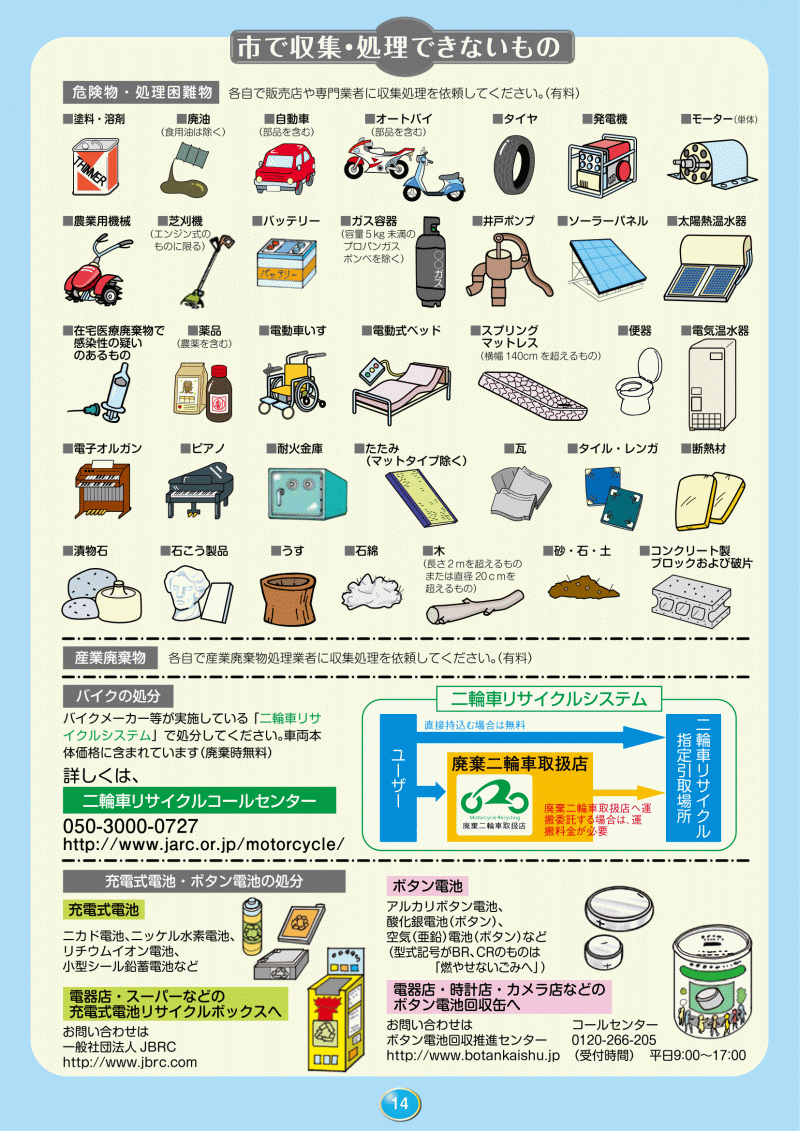 市で収集・処理できないもの
危険物・処理困難物 各自で販売店や専門業者に収集処理を依頼してください。(有料)
■塗料・溶剤
■廃油
(食用油は除く)
■自動車
(部品を含む)
■オートバイ
(部品を含む)
■タイヤ
■発電機
■モーター(単体)
THINNER
■農業用機械
■芝刈機
(エンジン式の
ものに限る)
■バッテリー
バッテリー
■ガス容器
(容量5kg未満の
プロパンガス
ボンベを除く)
○○ガス
■井戸ポンプ
■ソーラーパネル
■太陽熱温水器
■在宅医療廃棄物で
感染性の疑い
のあるもの
■薬品
(農薬を含む)
■電動車いす
■電動式ベッド
■スプリング
マットレス
(横幅140cmを超えるもの)
■便器
■電気温水器
■電子オルガン
■ピアノ
■耐火金庫
■たたみ
(マットタイプ除く)
■瓦
■タイル・レンガ
■断熱材
■漬物石
■石こう製品
■うす
■石綿
■木
(長さ2mを超えるもの
または直径20cmを
超えるもの)
■砂・石・土
■コンクリート製
ブロックおよび破片
産業廃棄物 各自で産業廃棄物処理業者に収集処理を依頼してください。(有料)
バイクの処分
バイクメーカー等が実施している「二輪車リサ
イクルシステム」で処分してください。車両本
体価格に含まれています(廃棄時無料)
詳しくは、
二輪車リサイクルコールセンター
050-3000-0727
http://www.jarc.or.jp/motorcycle/
二輪車リサイクルシステム
ユーザー
直接持込む場合は無料
廃棄二輪車取扱店
Motorcycle Recycling
廃棄二輪車取扱店
廃棄二輪車取扱店へ運
搬委託する場合は、運
搬料金が必要
二輪車リサイクル
指定引取場所
充電式電池・ボタン電池の処分
充電式電池
ニカド電池、ニッケル水素電池、
リチウムイオン電池、
小型シール鉛蓄電池など
電器店・スーパーなどの
充電式電池リサイクルボックスへ
お問い合わせは
一般社団法人JBRC
http://www.jbrc.com
ボタン電池
アルカリボタン電池、
酸化銀電池(ボタン)、
空気(亜鉛)電池(ボタン)など
(型式記号がBR、CRのものは
「燃やせないごみへ」)
電器店・時計店・カメラ店などの
ボタン電池回収缶へ
お問い合わせは
ボタン電池回収推進センター
http://www.botankaishu.jp
コールセンター
0120-266-205
(受付時間) 平日9:00〜17:00
14